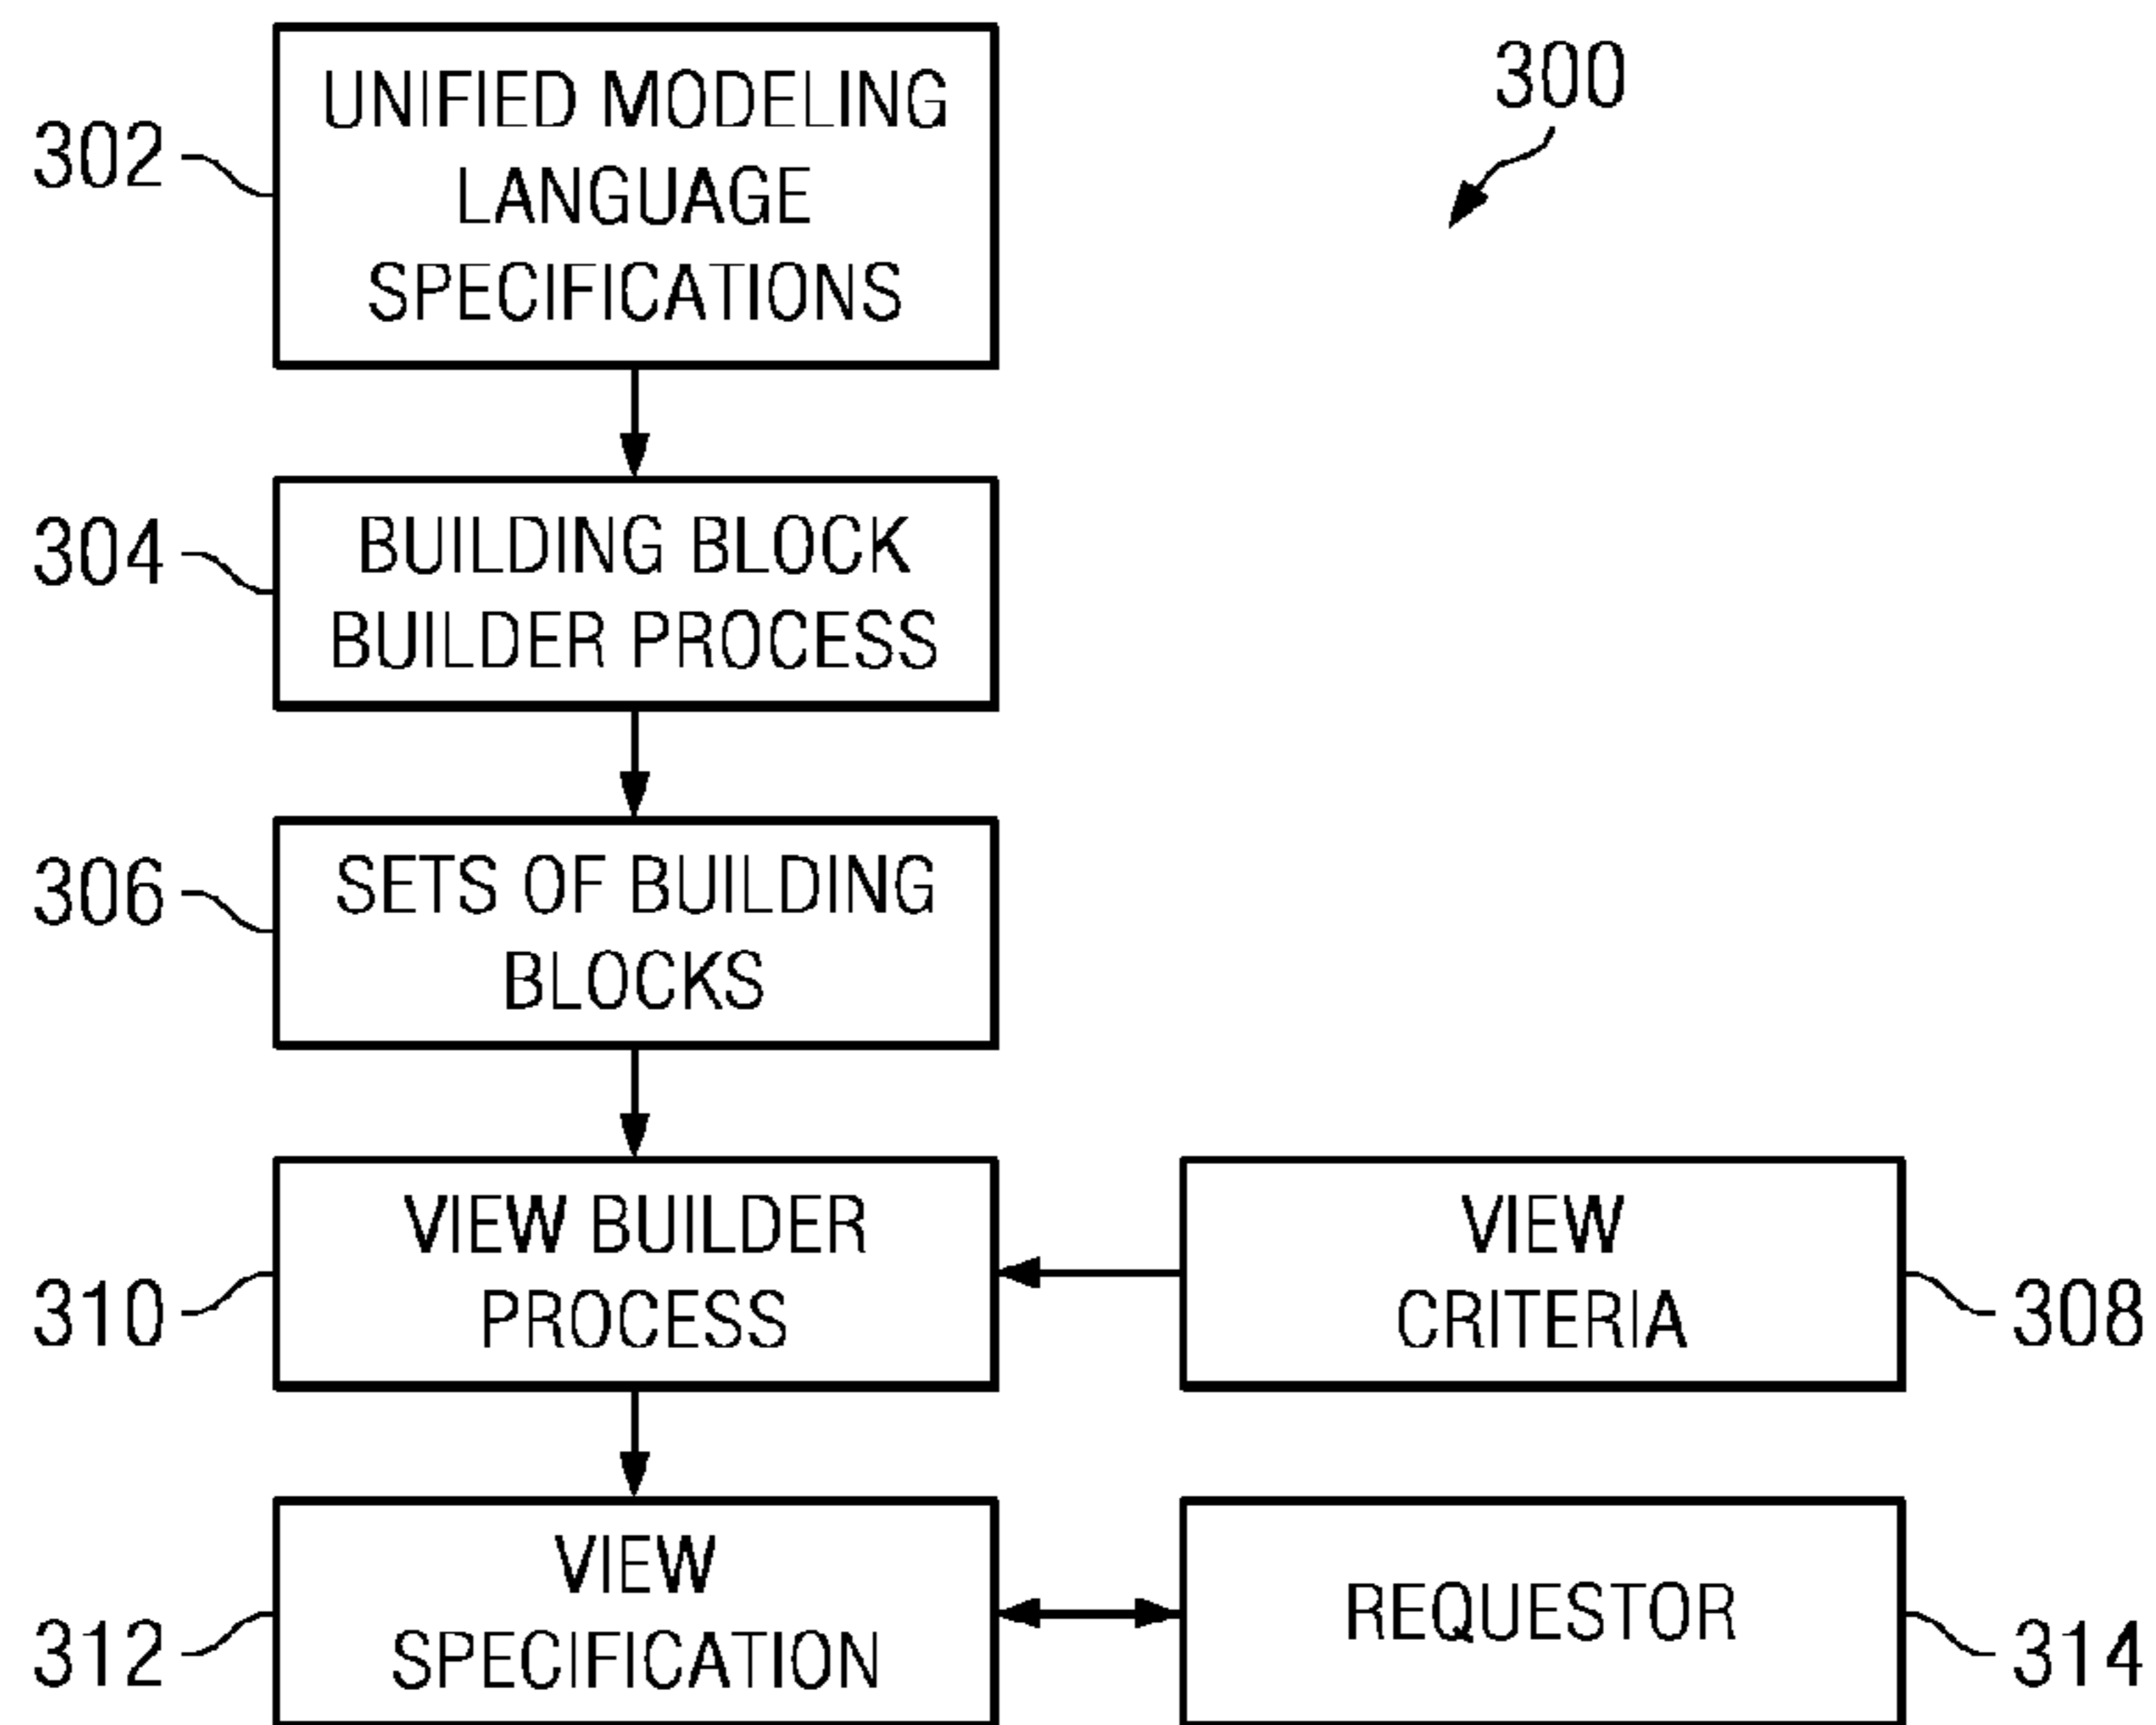 300
302
UNIFIED MODELING
LANGUAGE
SPECIFICATIONS
304
BUILDING BLOCK
BUILDER PROCESS
306
SETS OF BUILDING
BLOCKS
310
VIEW BUILDER
PROCESS
VIEW
CRITERIA
308
312
VIEW
SPECIFICATION
REQUESTOR
314